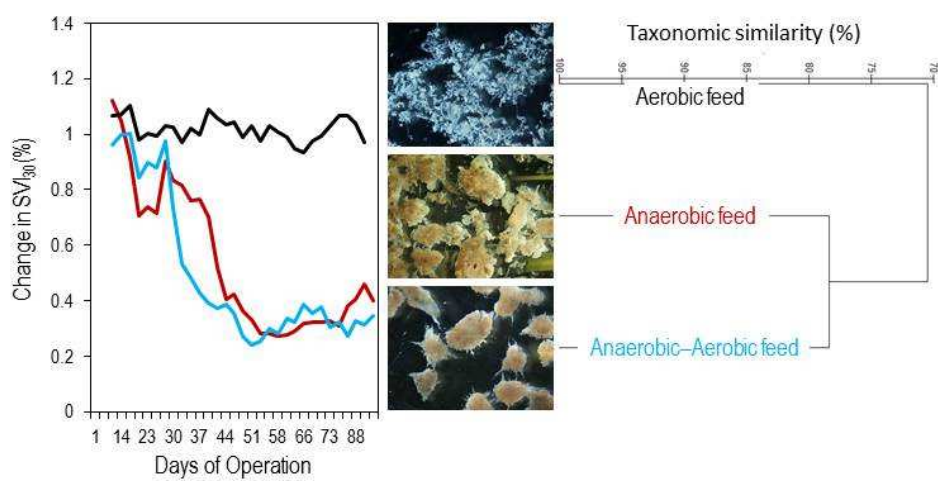 1.4
1.2
1
0.8
0.6
0.4
0.2
0
Change in SVI30 (%)
1 14 23 30 37 44 51 58 66 73 80 88
Days of Operation
Taxonomic similarity (%)
100 95 90 85 80 75 70
Aerobic feed
Anaerobic feed
Anaerobic–Aerobic feed